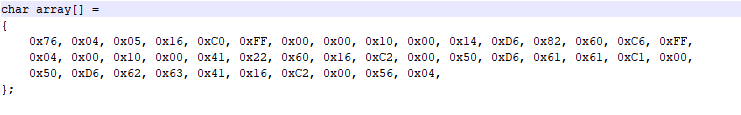 char array[] =
{
0x76, 0x04, 0x05, 0x16, 0xC0, 0xFF, 0x00, 0x00, 0x10, 0x00, 0x14, 0xD6, 0x82, 0x60, 0xC6, 0xFF,
0x04, 0x00, 0x10, 0x00, 0x41, 0x22, 0x60, 0x16, 0xC2, 0x00, 0x50, 0xD6, 0x61, 0x61, 0xC1, 0x00,
0x50, 0xD6, 0x62, 0x63, 0x41, 0x16, 0xC2, 0x00, 0x56, 0x04,
};